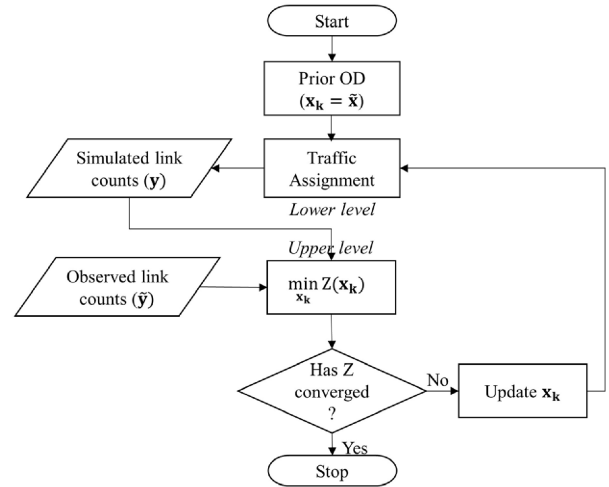 Start
Prior OD
(𝐱ₖ = 𝐱̃)
Simulated link
counts (𝐲)
Traffic
Assignment
Lower level
Upper level
Observed link
counts (𝐲̃)
min Z(𝐱ₖ)
𝐱ₖ
Has Z
converged
?
No
Update 𝐱ₖ
Yes
Stop